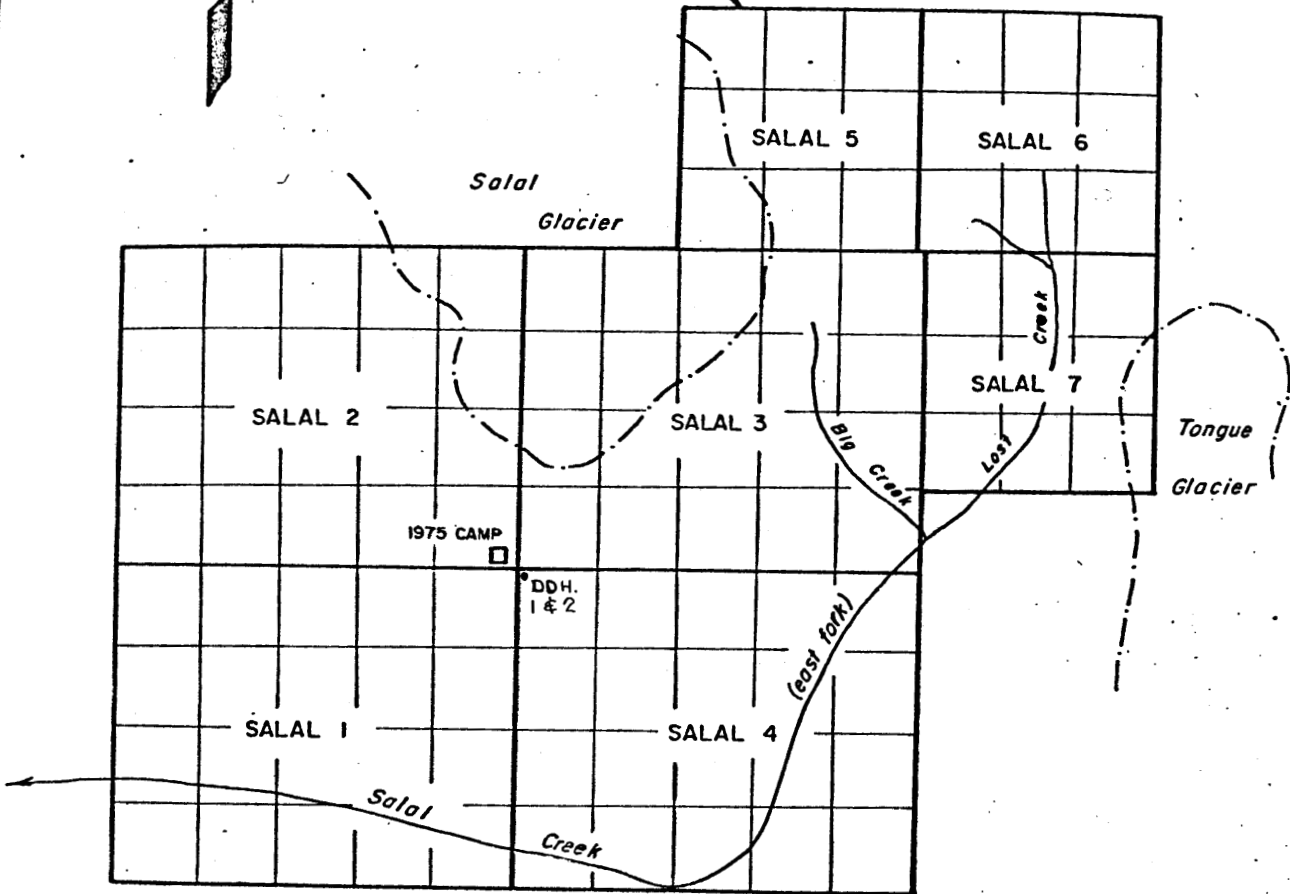 SALAL 5
SALAL 6
Salal
Glacier
Creek
SALAL 2
SALAL 3
SALAL 7
Big Creek
Lost
Tongue
Glacier
1975 CAMP
DDH.
1 & 2
(east fork)
SALAL 1
SALAL 4
Salal
Creek